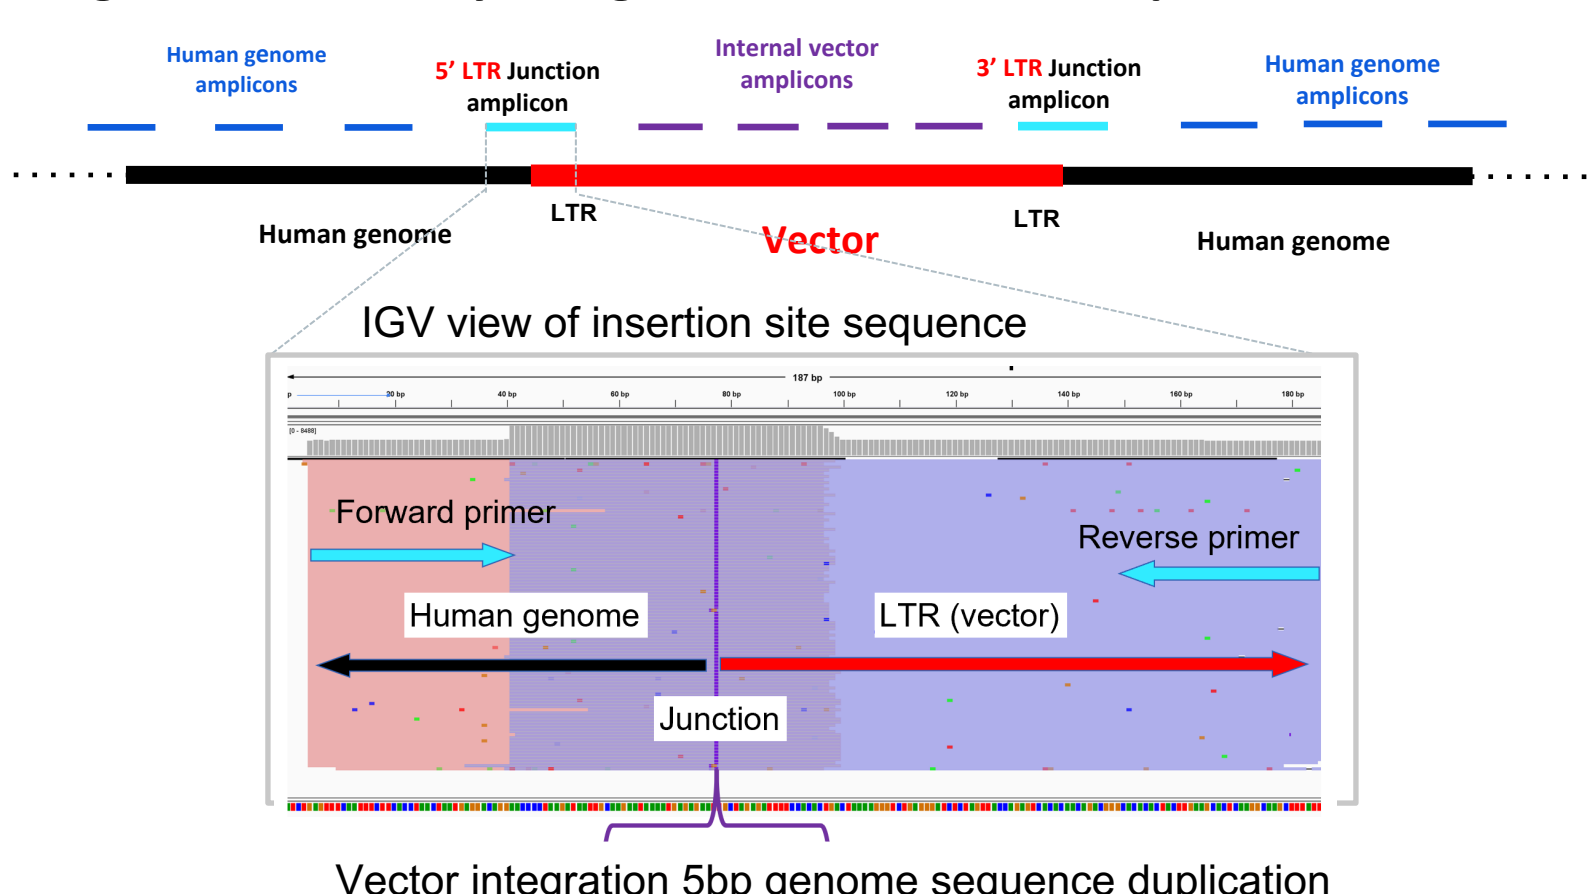 Human genome
amplicons
5’ LTR Junction
amplicon
Internal vector
amplicons
3’ LTR Junction
amplicon
Human genome
amplicons
LTR
LTR
Human genome
Vector
Human genome
IGV view of insertion site sequence
187 bp
p
20 bp
40 bp
60 bp
80 bp
100 bp
120 bp
140 bp
160 bp
180 bp
[0 - 8488]
Forward primer
Reverse primer
Human genome
LTR (vector)
Junction
Vector integration 5bp genome sequence duplication